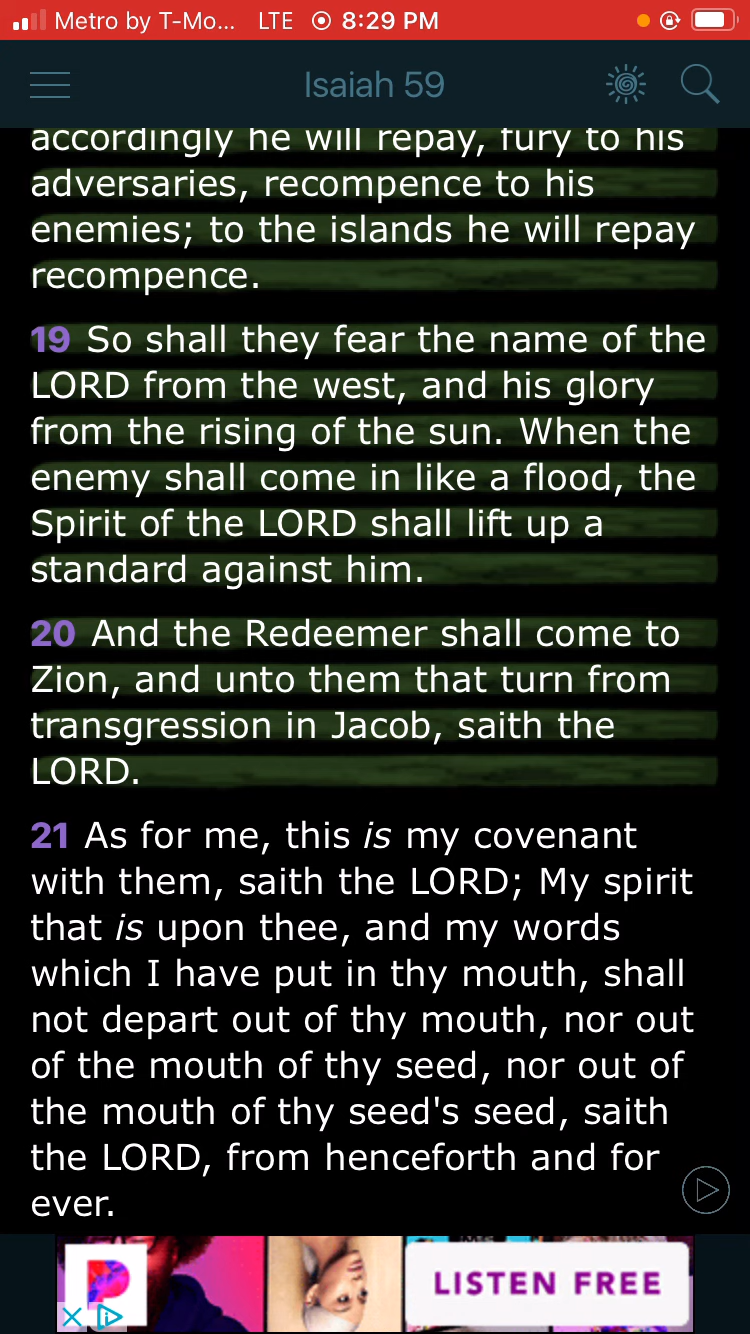 Metro by T-Mo... LTE 8:29 PM
Isaiah 59
accordingly he will repay, fury to his
adversaries, recompence to his
enemies; to the islands he will repay
recompence.
19 So shall they fear the name of the
LORD from the west, and his glory
from the rising of the sun. When the
enemy shall come in like a flood, the
Spirit of the LORD shall lift up a
standard against him.
20 And the Redeemer shall come to
Zion, and unto them that turn from
transgression in Jacob, saith the
LORD.
21 As for me, this is my covenant
with them, saith the LORD; My spirit
that is upon thee, and my words
which I have put in thy mouth, shall
not depart out of thy mouth, nor out
of the mouth of thy seed, nor out of
the mouth of thy seed's seed, saith
the LORD, from henceforth and for
ever.
LISTEN FREE